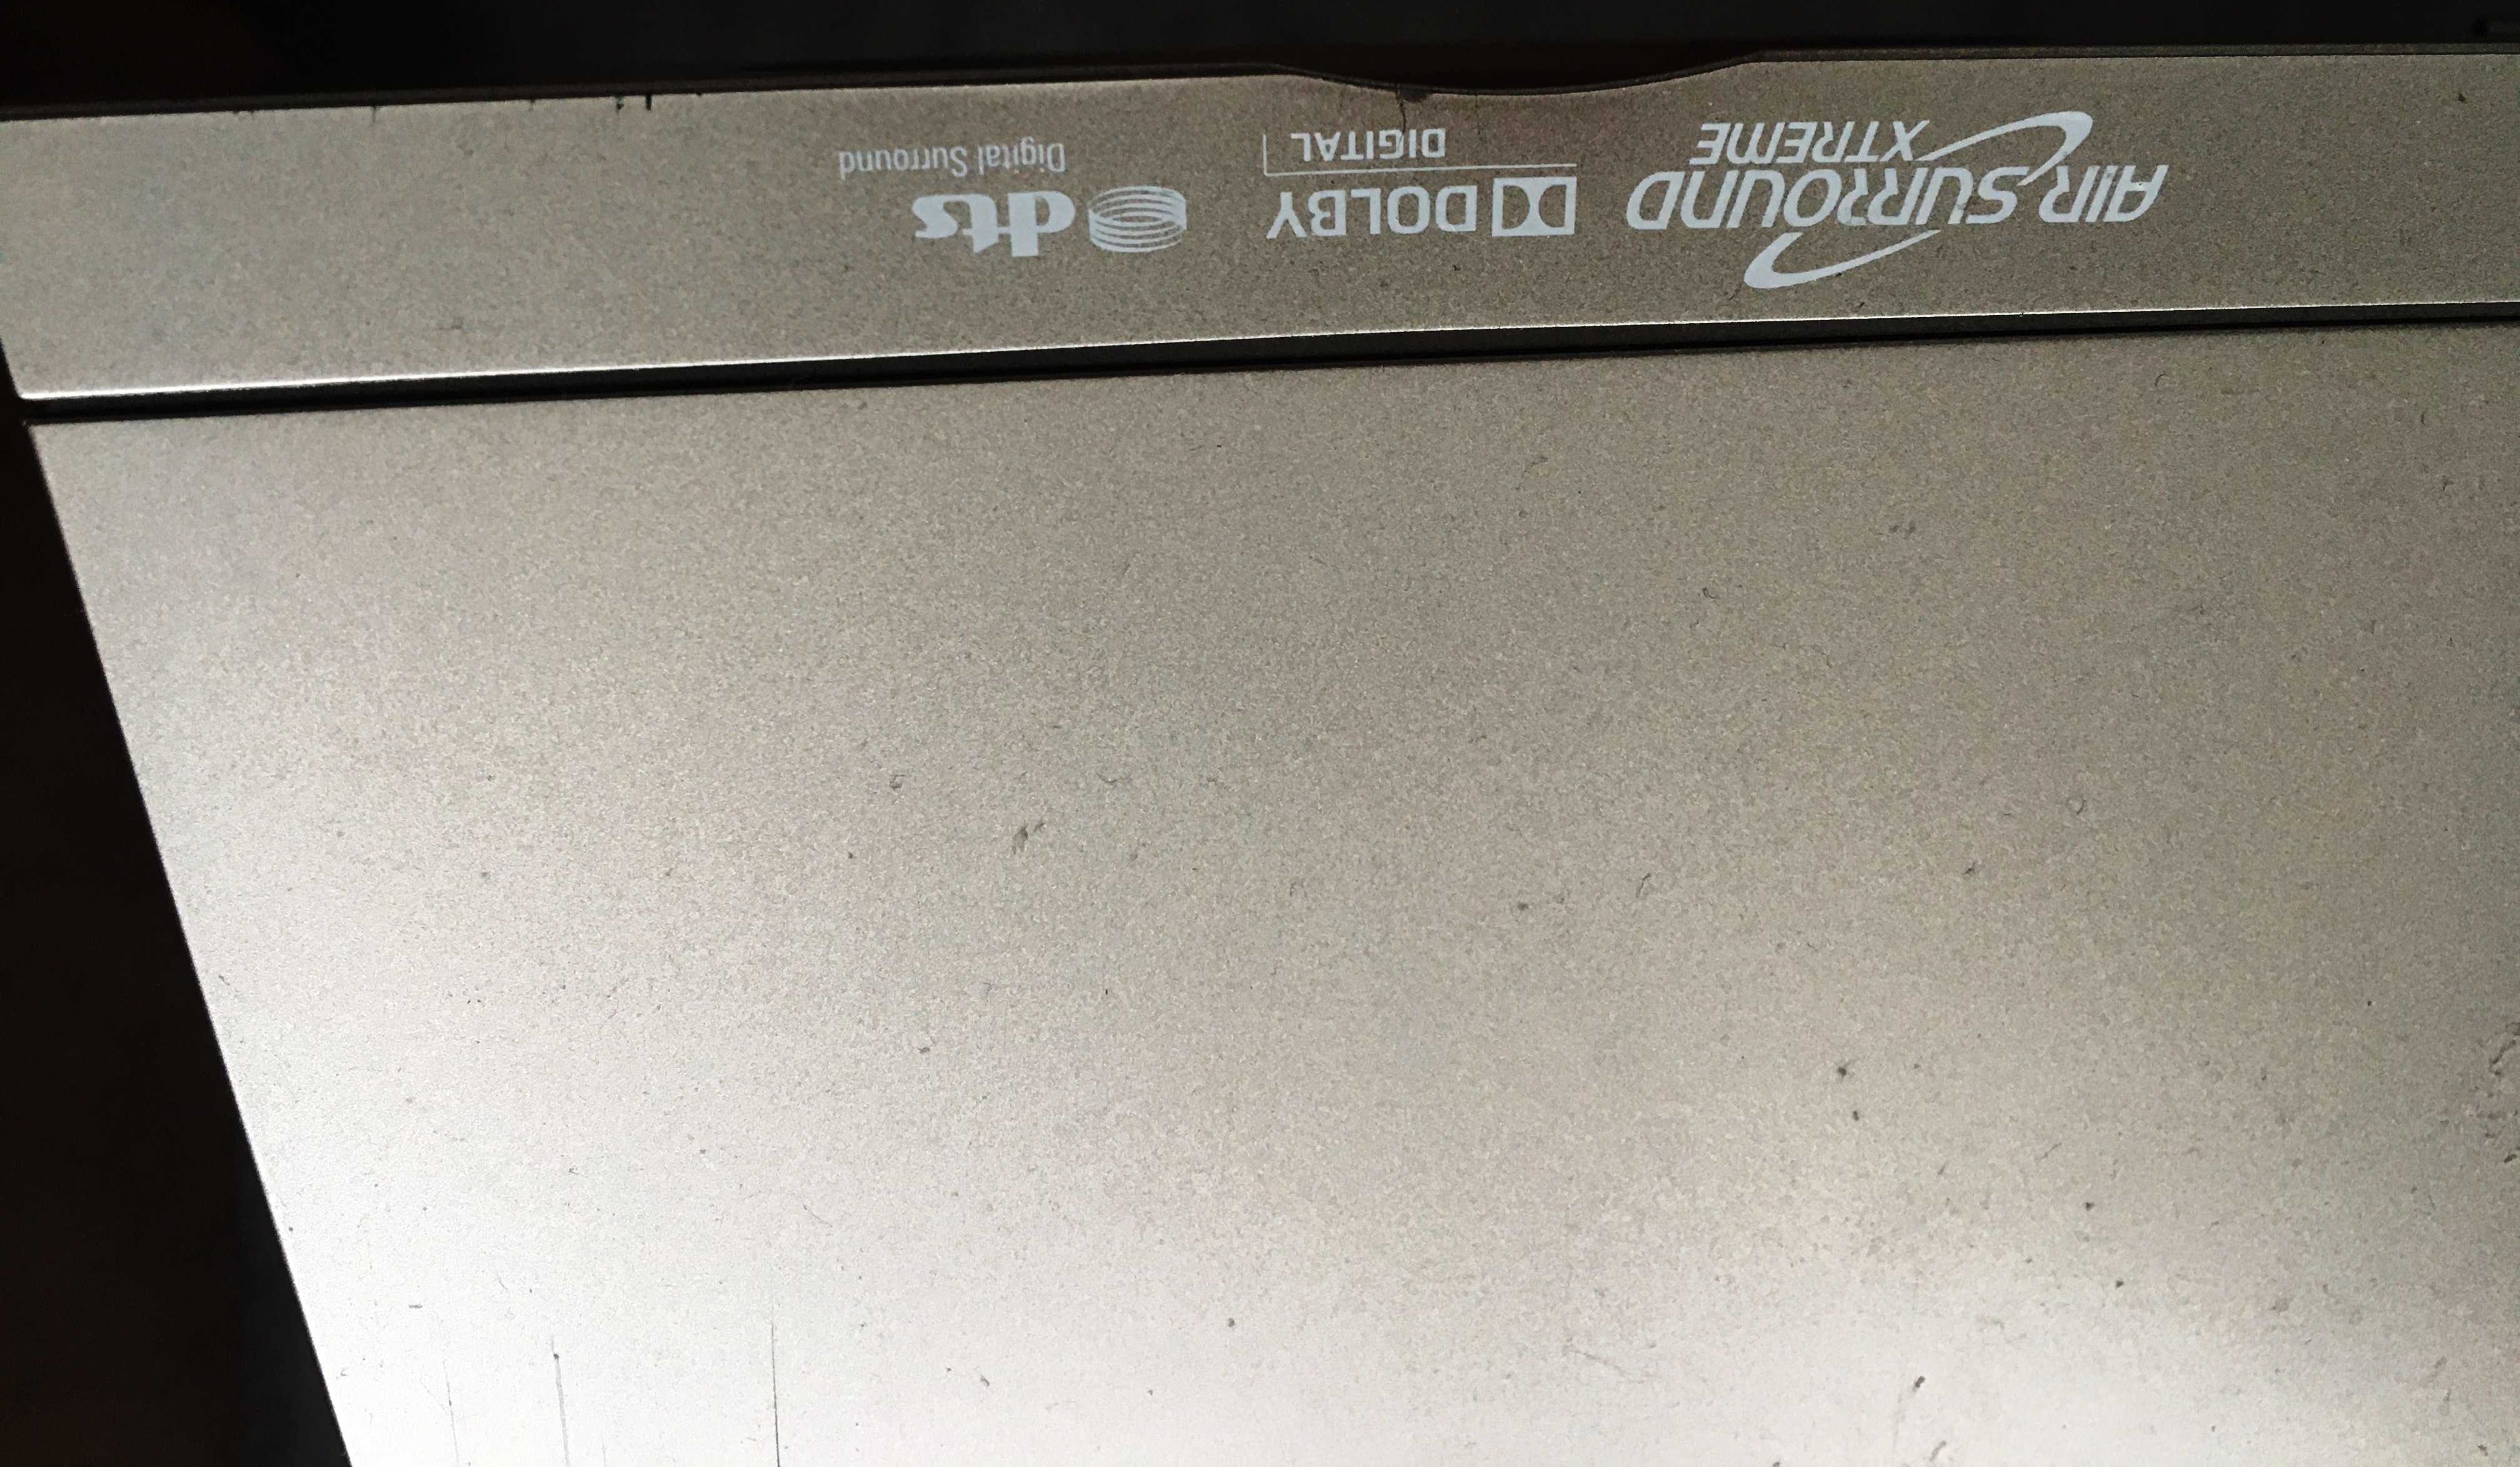 AIR SURROUND
XTREME
DOLBY
DIGITAL
dts
Digital Surround